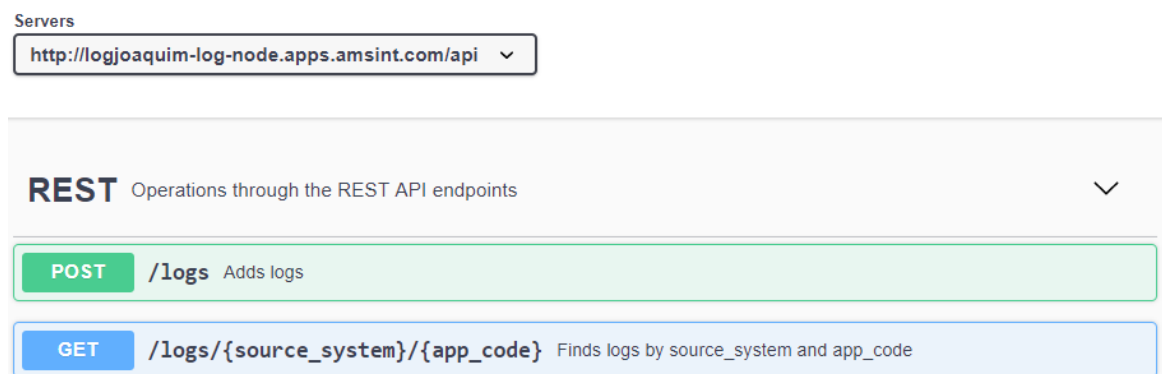 Servers
http://logjoaquim-log-node.apps.amsint.com/api
REST Operations through the REST API endpoints
POST /logs Adds logs
GET /logs/{source_system}/{app_code} Finds logs by source_system and app_code